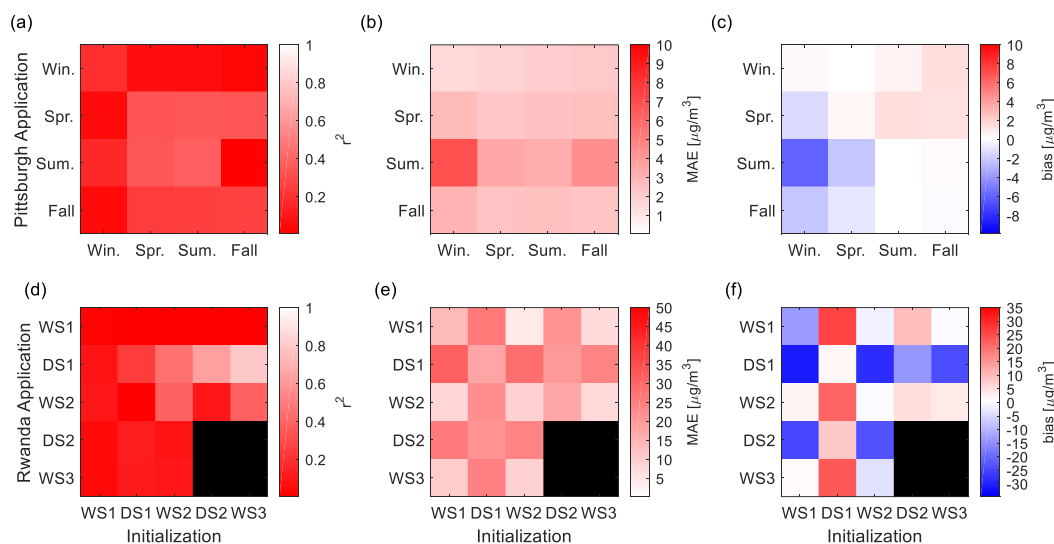 (a)
Pittsburgh Application
Win.
Spr.
Sum.
Fall
Win. Spr. Sum. Fall
1
0.8
0.6
0.4
0.2
r²
(b)
Win.
Spr.
Sum.
Fall
Win. Spr. Sum. Fall
10
9
8
7
6
5
4
3
2
1
MAE [μg/m³]
(c)
Win.
Spr.
Sum.
Fall
Win. Spr. Sum. Fall
10
8
6
4
2
0
-2
-4
-6
-8
bias [μg/m³]
(d)
Rwanda Application
WS1
DS1
WS2
DS2
WS3
WS1 DS1 WS2 DS2 WS3
Initialization
1
0.8
0.6
0.4
0.2
r²
(e)
WS1
DS1
WS2
DS2
WS3
WS1 DS1 WS2 DS2 WS3
Initialization
50
45
40
35
30
25
20
15
10
5
MAE [μg/m³]
(f)
WS1
DS1
WS2
DS2
WS3
WS1 DS1 WS2 DS2 WS3
Initialization
35
30
25
20
15
10
5
0
-5
-10
-15
-20
-25
-30
bias [μg/m³]